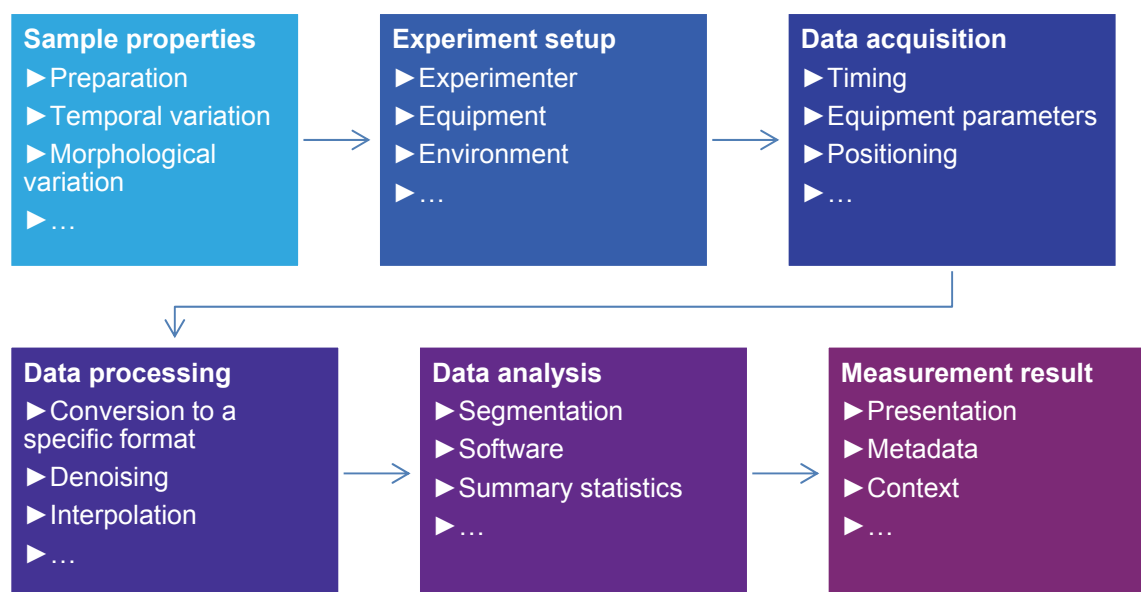 Sample properties
►Preparation
►Temporal variation
►Morphological
variation
►…
Experiment setup
►Experimenter
►Equipment
►Environment
►…
Data acquisition
►Timing
►Equipment parameters
►Positioning
►…
Data processing
►Conversion to a
specific format
►Denoising
►Interpolation
►…
Data analysis
►Segmentation
►Software
►Summary statistics
►…
Measurement result
►Presentation
►Metadata
►Context
►…